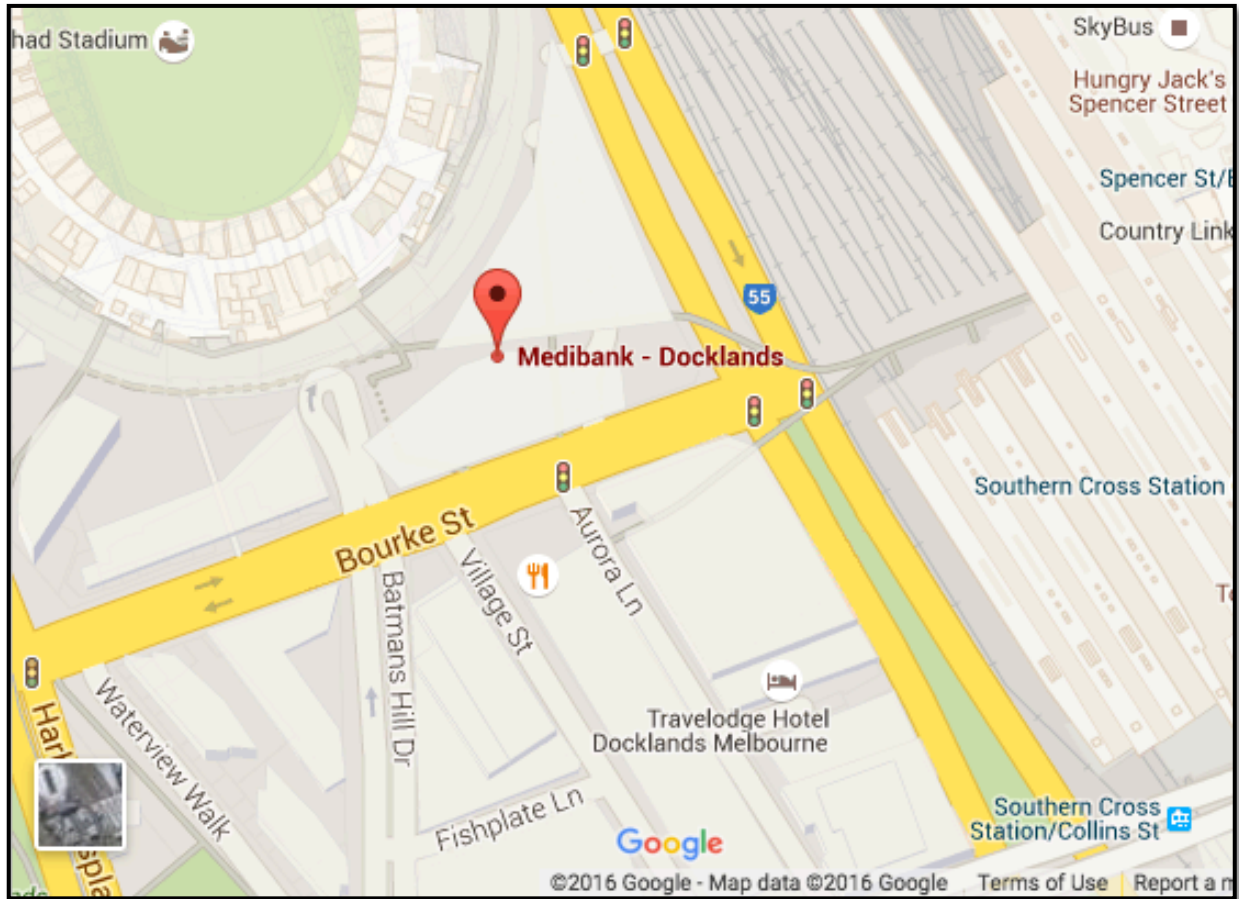 had Stadium
SkyBus
Hungry Jack's
Spencer Street
Spencer St/
Country Link
55
Medibank - Docklands
Southern Cross Station
Bourke St
Aurora Ln
Village St
Batmans Hill Dr
Waterview Walk
Har
spla
Travelodge Hotel
Docklands Melbourne
Fishplate Ln
Southern Cross
Station/Collins St
Google
©2016 Google - Map data ©2016 Google Terms of Use Report a